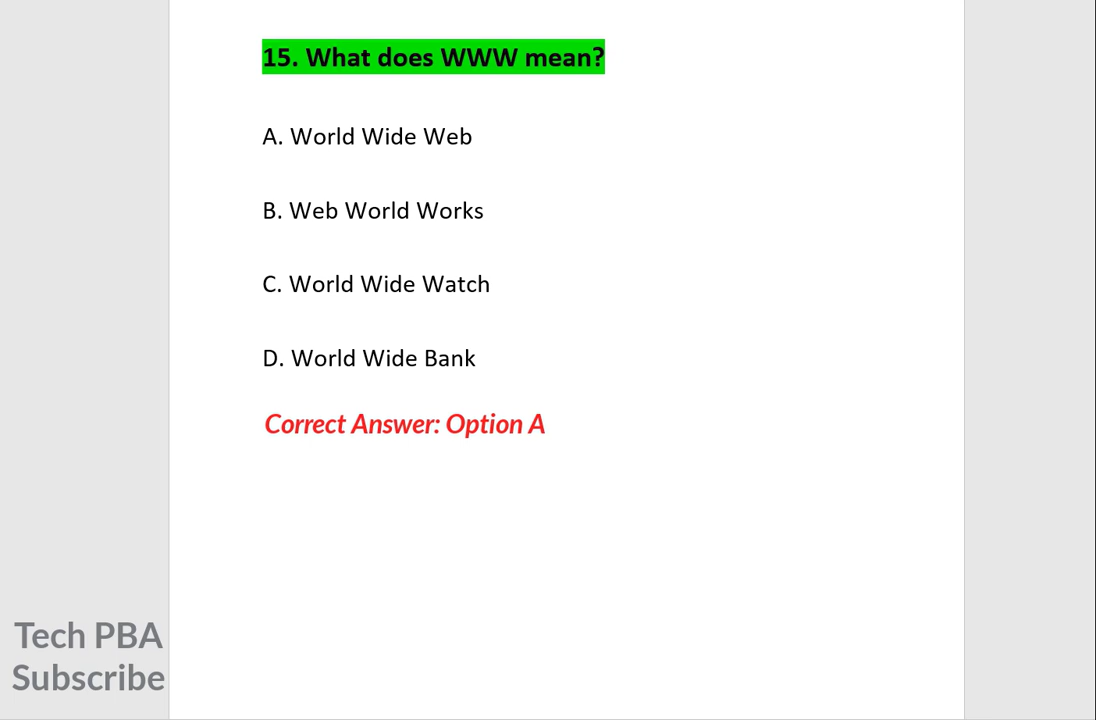 15. What does WWW mean?
A. World Wide Web
B. Web World Works
C. World Wide Watch
D. World Wide Bank
Correct Answer: Option A
Tech PBA
Subscribe